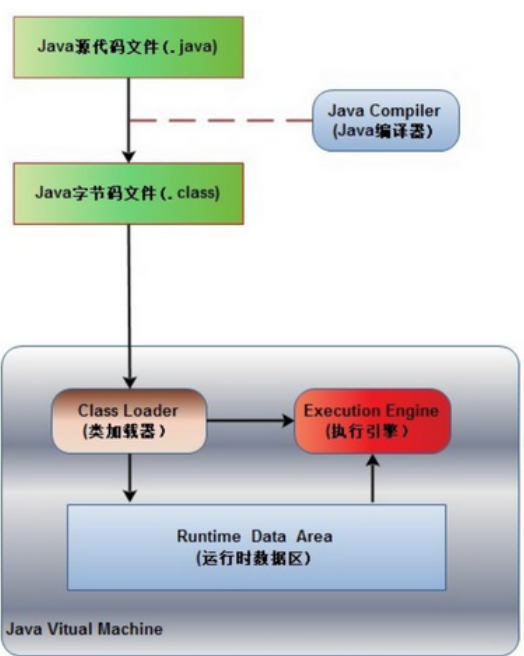 Java源代码文件(.java)
Java Compiler
(Java编译器)
Java字节码文件(.class)
Class Loader
(类加载器)
Execution Engine
(执行引擎)
Runtime Data Area
(运行时数据区)
Java Vitual Machine